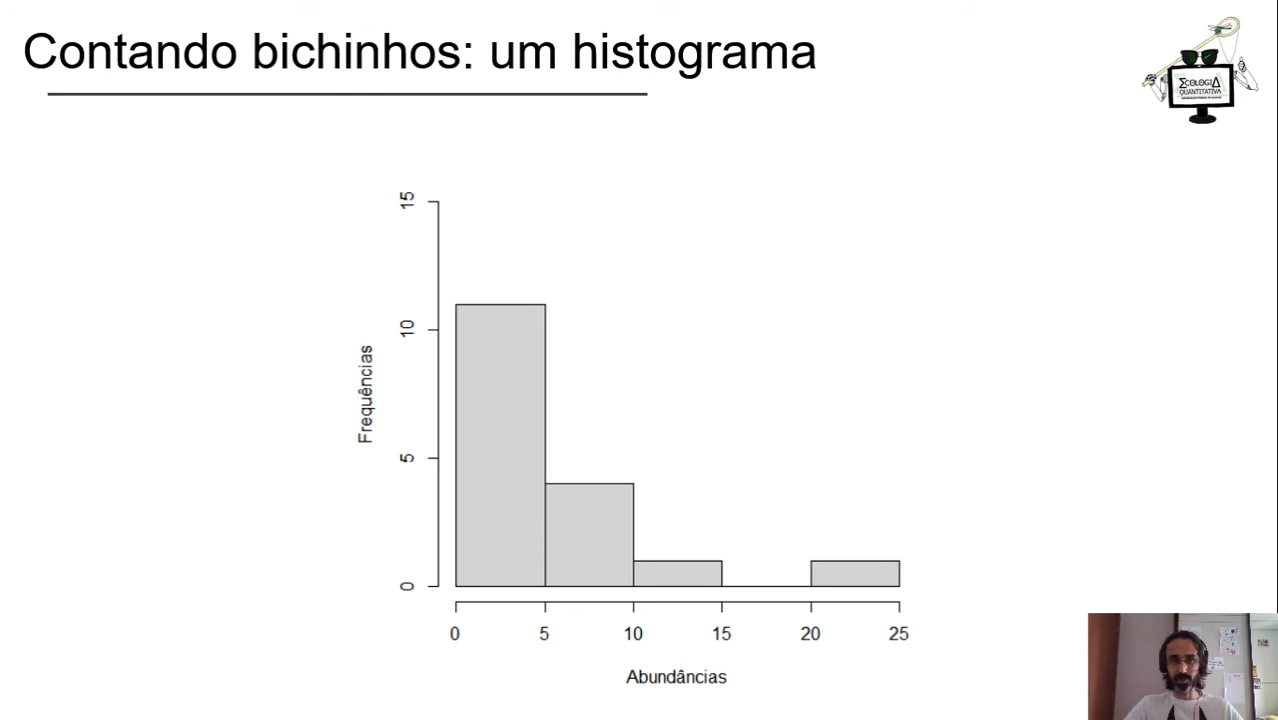 Contando bichinhos: um histograma
ΣCOLOGIΔ
QUANTITATIVA
15
10
5
0
Frequências
0 5 10 15 20 25
Abundâncias